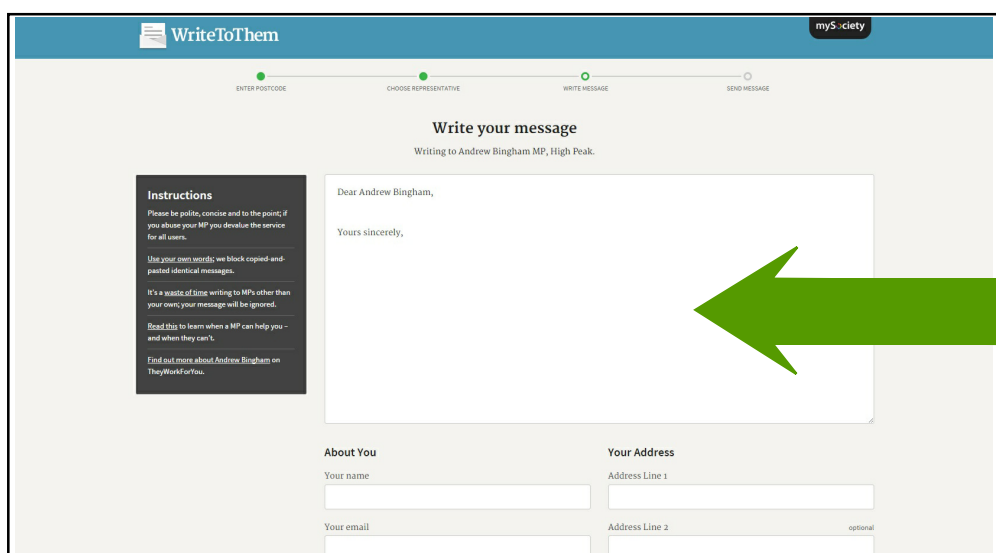 WriteToThem
mySociety
ENTER POSTCODE
CHOOSE REPRESENTATIVE
WRITE MESSAGE
SEND MESSAGE
Write your message
Writing to Andrew Bingham MP, High Peak.
Instructions
Please be polite, concise and to the point; if
you abuse your MP you devalue the service
for all users.
Use your own words; we block copied-and-
pasted identical messages.
It's a waste of time writing to MPs other than
your own; your message will be ignored.
Read this to learn when a MP can help you –
and when they can't.
Find out more about Andrew Bingham on
TheyWorkForYou.
Dear Andrew Bingham,
Yours sincerely,
About You
Your name
Your email
Your Address
Address Line 1
Address Line 2
optional